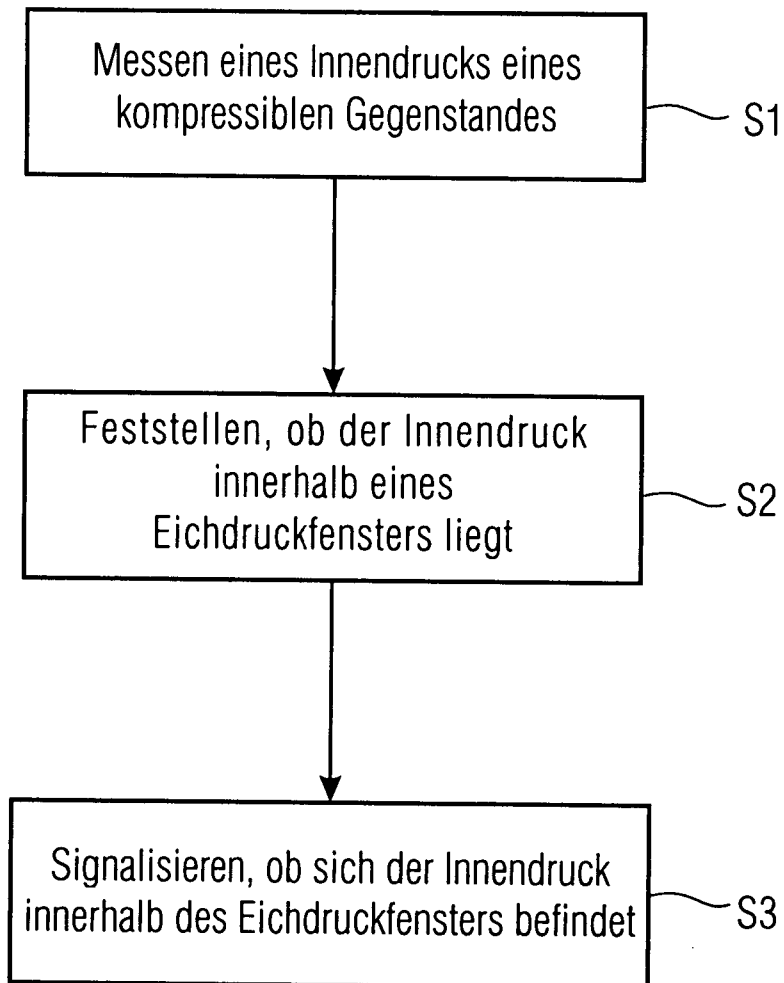 Messen eines Innendrucks eines
kompressiblen Gegenstandes
S1
Feststellen, ob der Innendruck
innerhalb eines
Eichdruckfensters liegt
S2
Signalisieren, ob sich der Innendruck
innerhalb des Eichdruckfensters befindet
S3